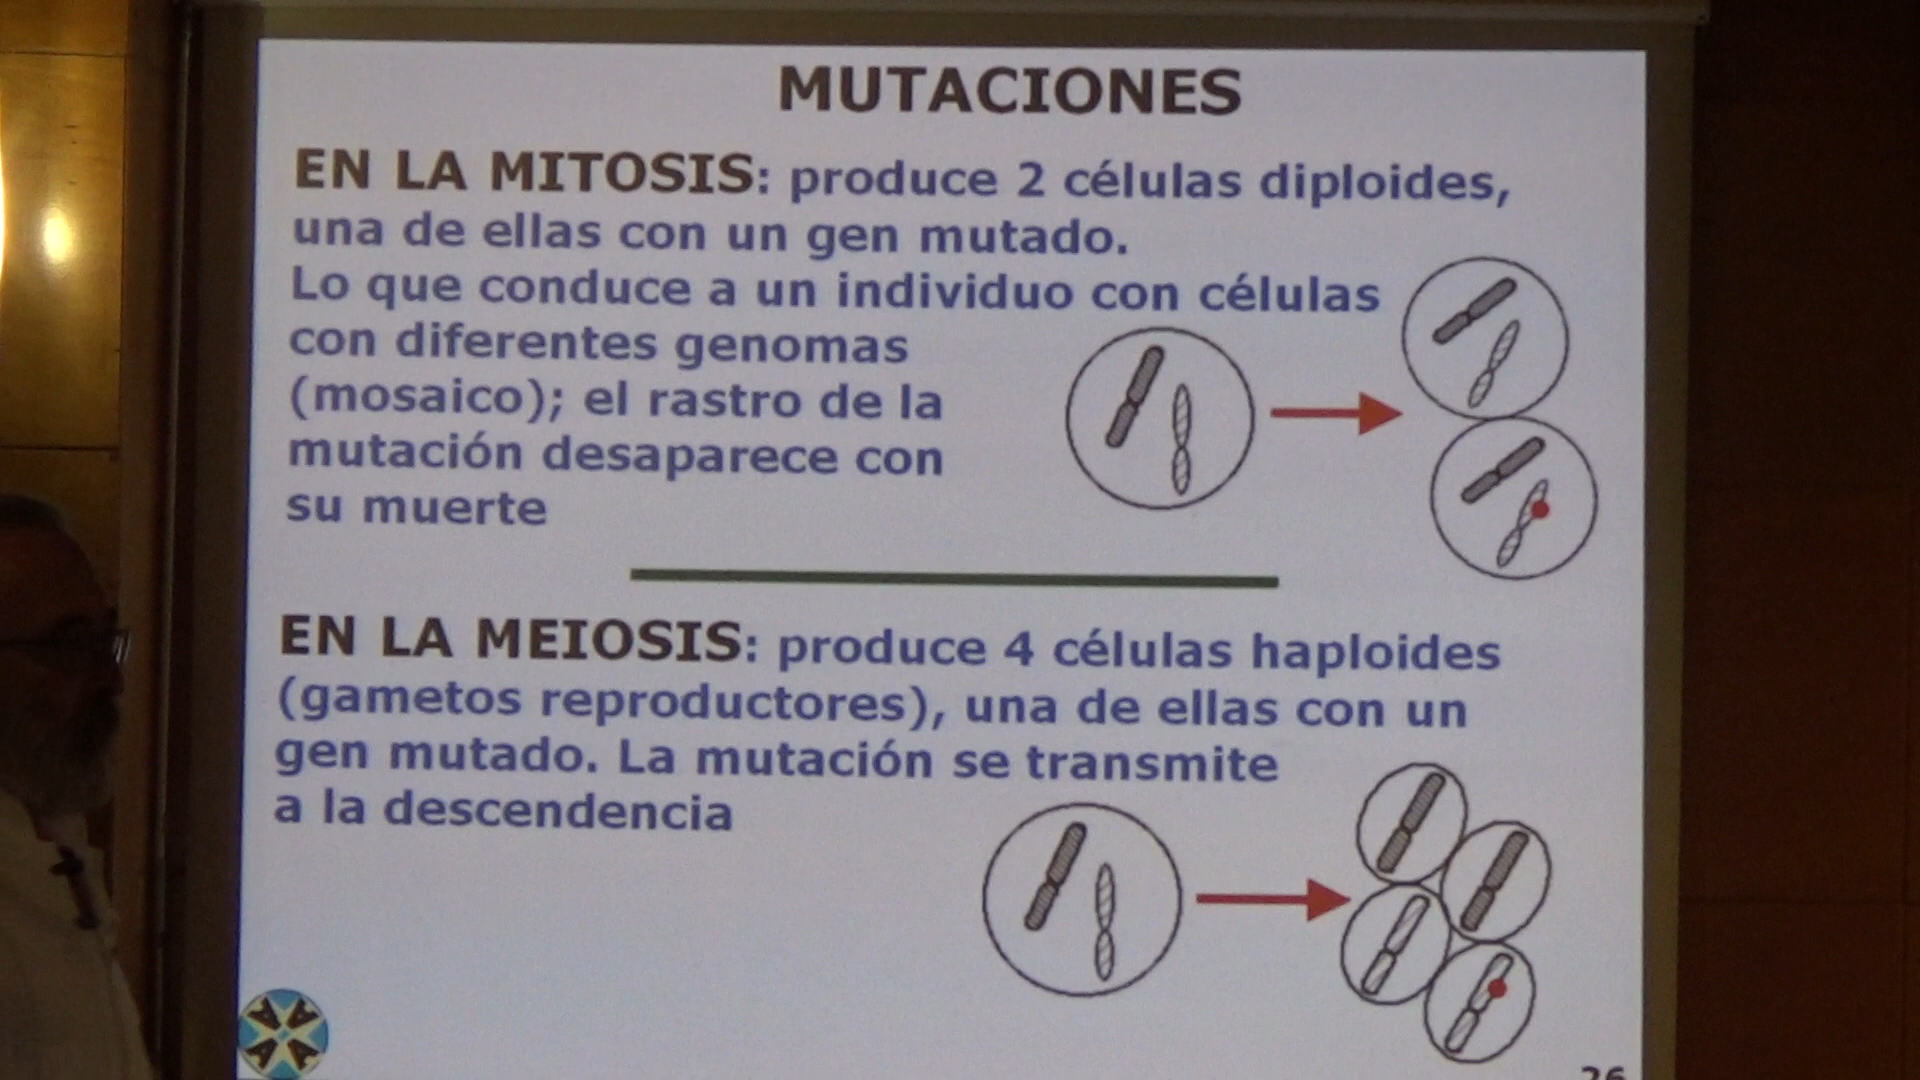 MUTACIONES
EN LA MITOSIS: produce 2 células diploides,
una de ellas con un gen mutado.
Lo que conduce a un individuo con células
con diferentes genomas
(mosaico); el rastro de la
mutación desaparece con
su muerte
EN LA MEIOSIS: produce 4 células haploides
(gametos reproductores), una de ellas con un
gen mutado. La mutación se transmite
a la descendencia
A A
A A
26